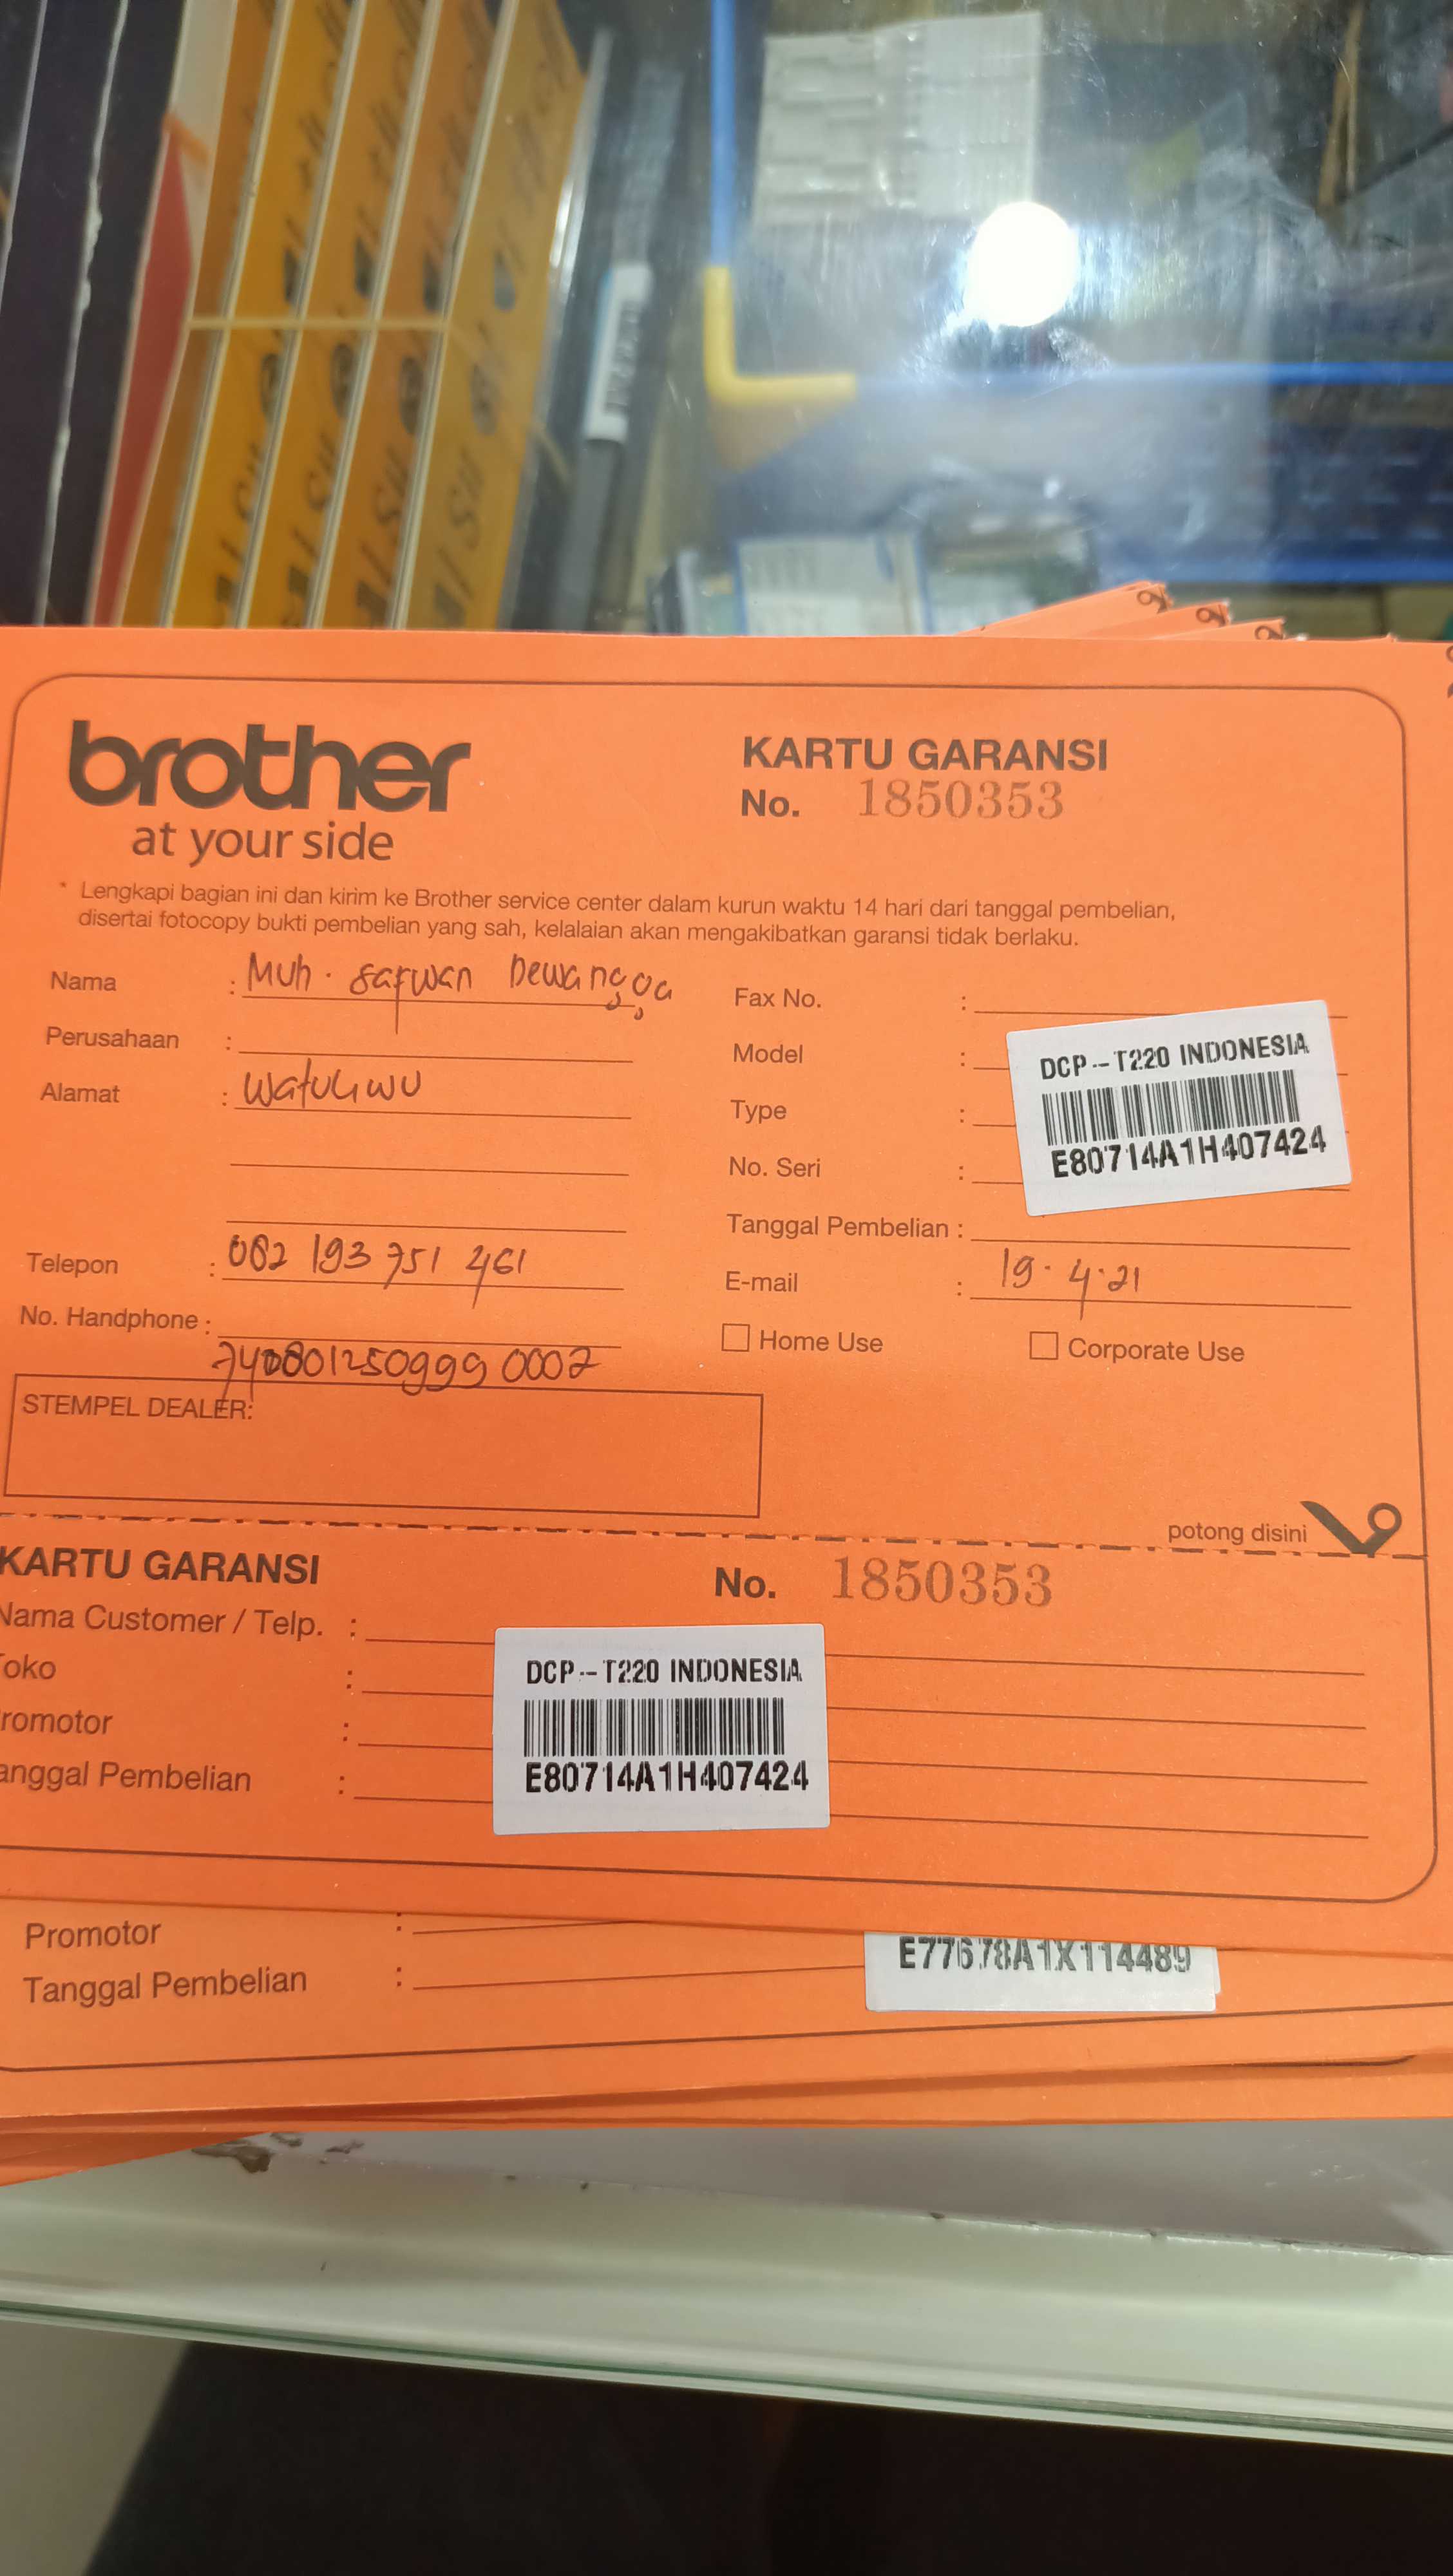 brother
at your side
KARTU GARANSI
No. 1850353
* Lengkapi bagian ini dan kirim ke Brother service center dalam kurun waktu 14 hari dari tanggal pembelian,
disertai fotocopy bukti pembelian yang sah, kelalaian akan mengakibatkan garansi tidak berlaku.
Nama : Muh. safwan Dewangga
Perusahaan :
Alamat : Watuliwu
Telepon : 082 193 751 461
No. Handphone :
7408012509990002
STEMPEL DEALER:
Fax No. :
Model :
Type :
No. Seri :
DCP-T220 INDONESIA
E80714A1H407424
Tanggal Pembelian :
E-mail : 19.4.21
Home Use
Corporate Use
potong disini
KARTU GARANSI
No. 1850353
Nama Customer / Telp. :
oko :
romotor :
anggal Pembelian :
DCP-T220 INDONESIA
E80714A1H407424
Promotor :
Tanggal Pembelian :
E77678A1X114489